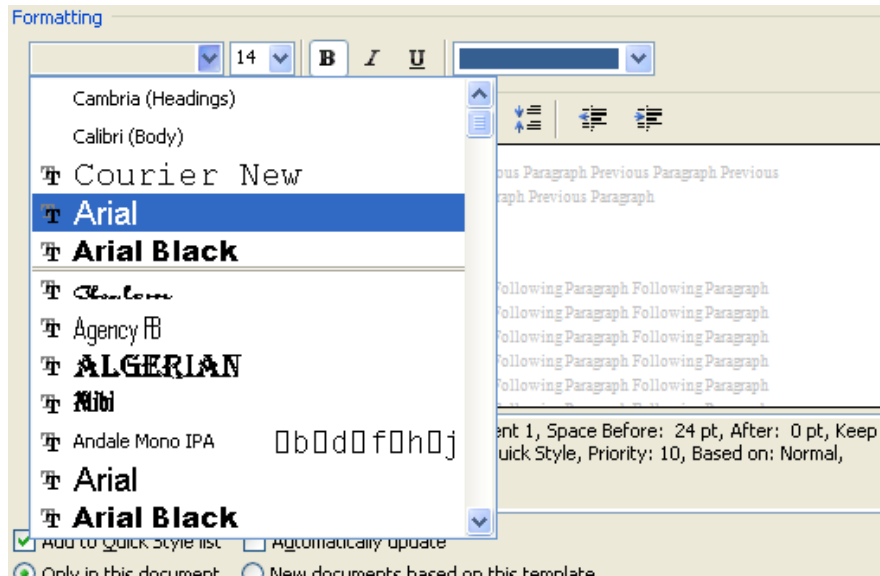 Formatting
14 B I U
Cambria (Headings)
Calibri (Body)
Courier New
ous Paragraph Previous Paragraph Previous
Arial
raph Previous Paragraph
Arial Black
Following Paragraph Following Paragraph
Agency FB
Following Paragraph Following Paragraph
Following Paragraph Following Paragraph
ALGERIAN
Following Paragraph Following Paragraph
Following Paragraph Following Paragraph
Andale Mono IPA b d f h j
ent 1, Space Before: 24 pt, After: 0 pt, Keep
uick Style, Priority: 10, Based on: Normal,
Arial
Arial Black
Add to Quick Style list Automatically update
Only in this document New documents based on this template